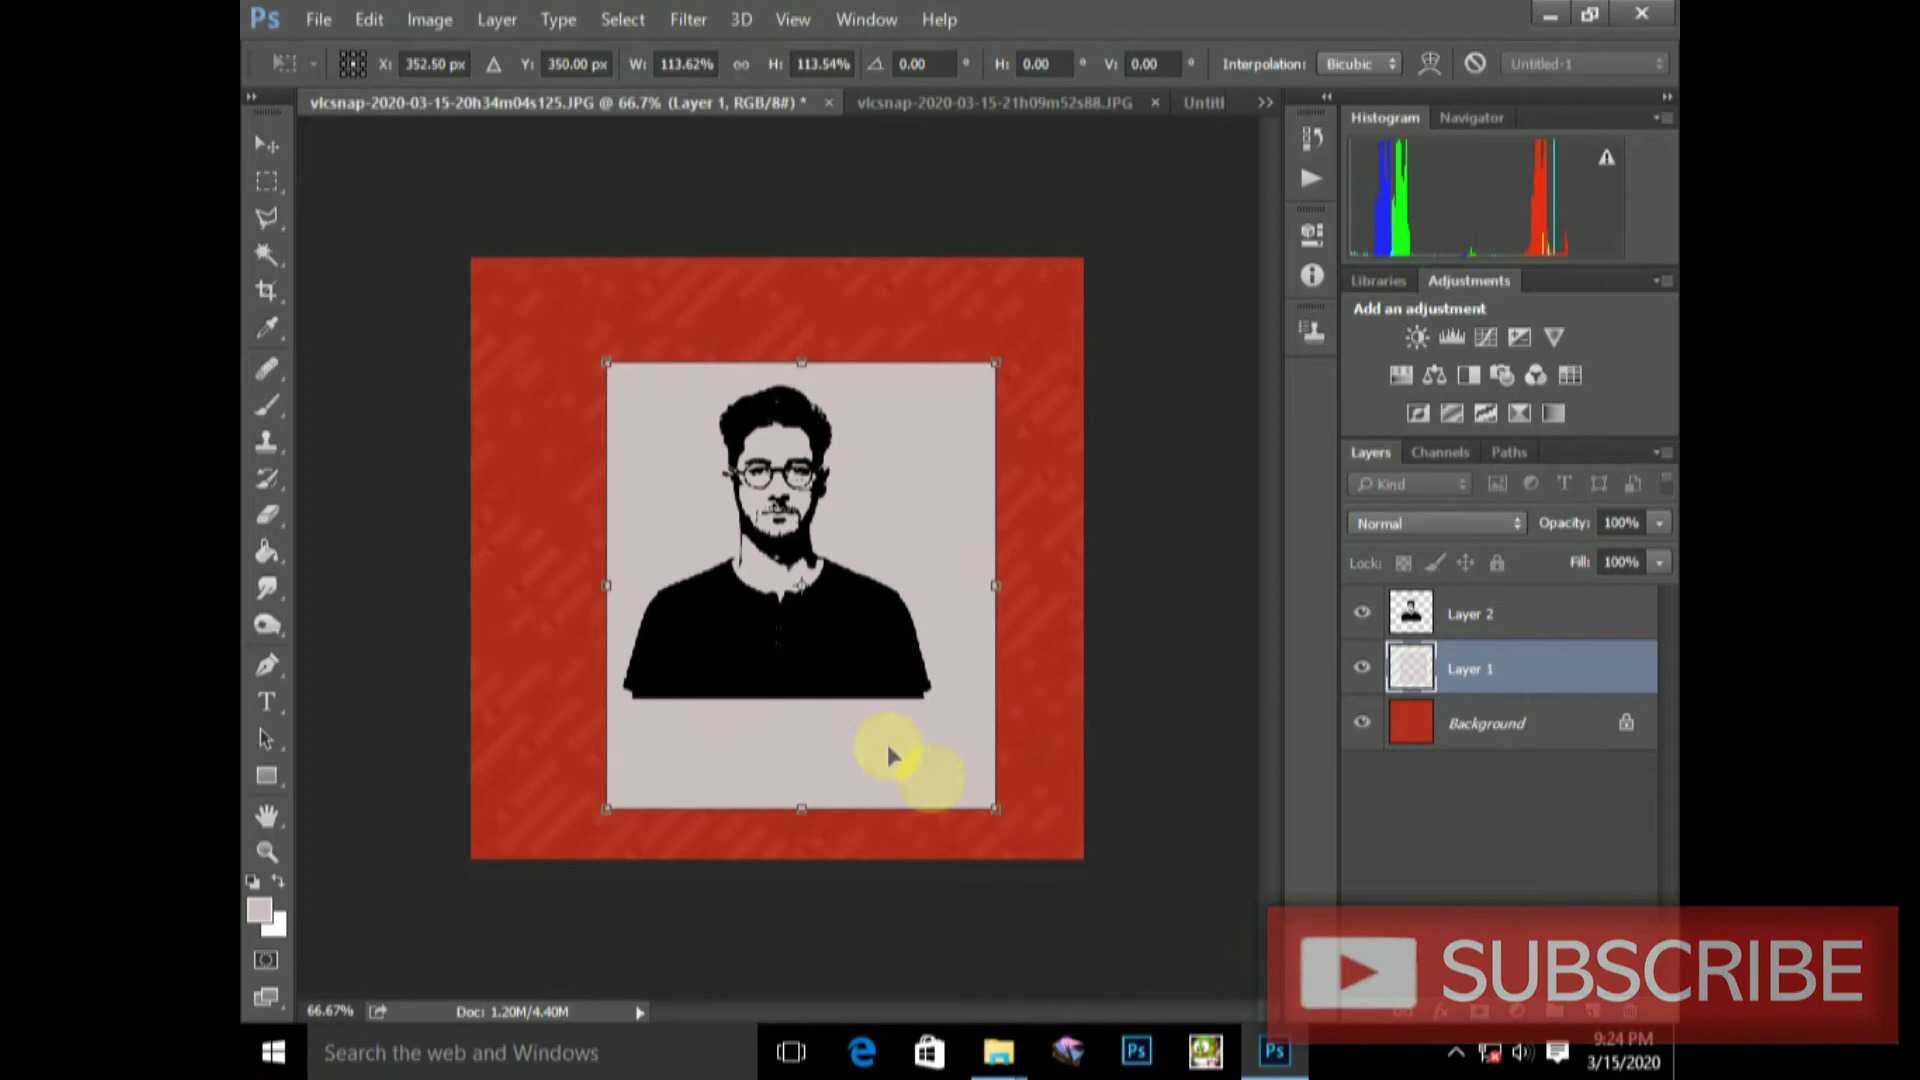 Ps File Edit Image Layer Type Select Filter 3D View Window Help
X: 352.50 px Y: 350.00 px W: 113.62% H: 113.54% 0.00 ° H: 0.00 ° V: 0.00 ° Interpolation: Bicubic Untitled-1
vlcsnap-2020-03-15-20h34m04s125.JPG @ 66.7% (Layer 1, RGB/8#) * × vlcsnap-2020-03-15-21h09m52s88.JPG × Untitl >>
Histogram Navigator
Libraries Adjustments
Add an adjustment
Layers Channels Paths
Kind
Normal Opacity: 100%
Lock: Fill: 100%
Layer 2
Layer 1
Background
T
66.67% Doc: 1.20M/4.40M
SUBSCRIBE
Search the web and Windows
Ps
Ps
9:24 PM
3/15/2020